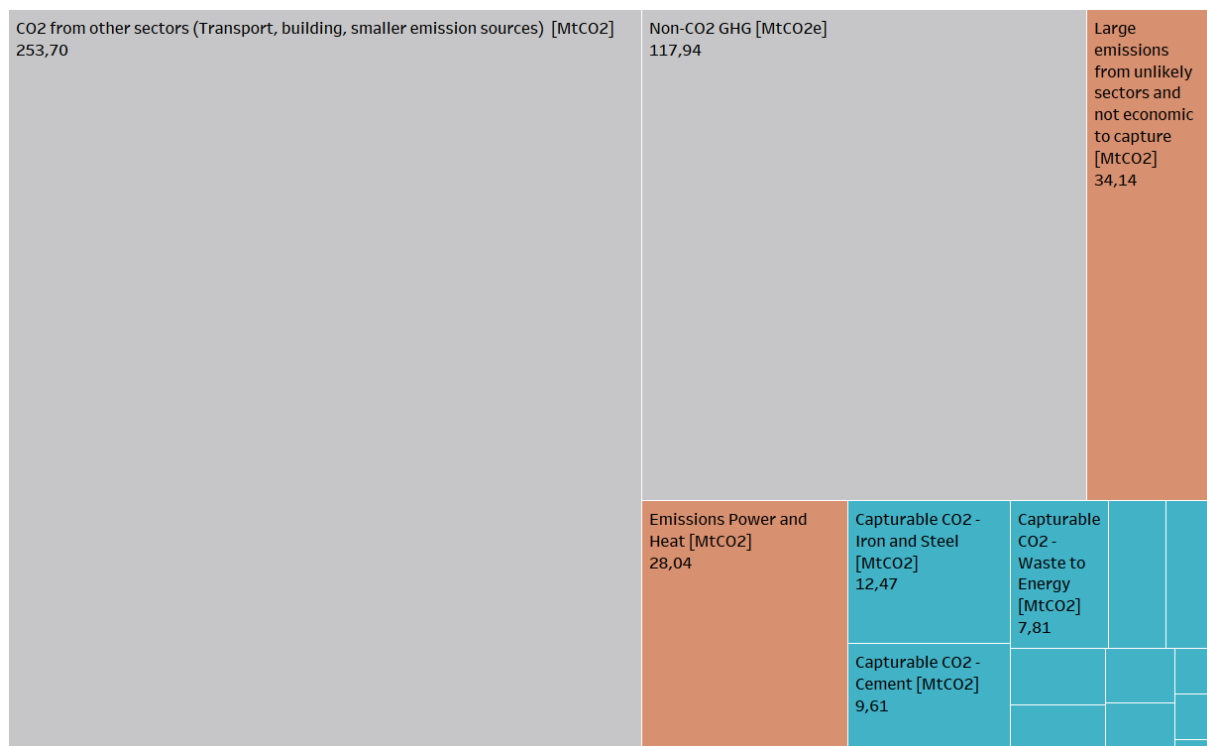 CO2 from other sectors (Transport, building, smaller emission sources) [MtCO2]
253,70
Non-CO2 GHG [MtCO2e]
117,94
Large
emissions
from unlikely
sectors and
not economic
to capture
[MtCO2]
34,14
Emissions Power and
Heat [MtCO2]
28,04
Capturable CO2 -
Iron and Steel
[MtCO2]
12,47
Capturable
CO2 -
Waste to
Energy
[MtCO2]
7,81
Capturable CO2 -
Cement [MtCO2]
9,61